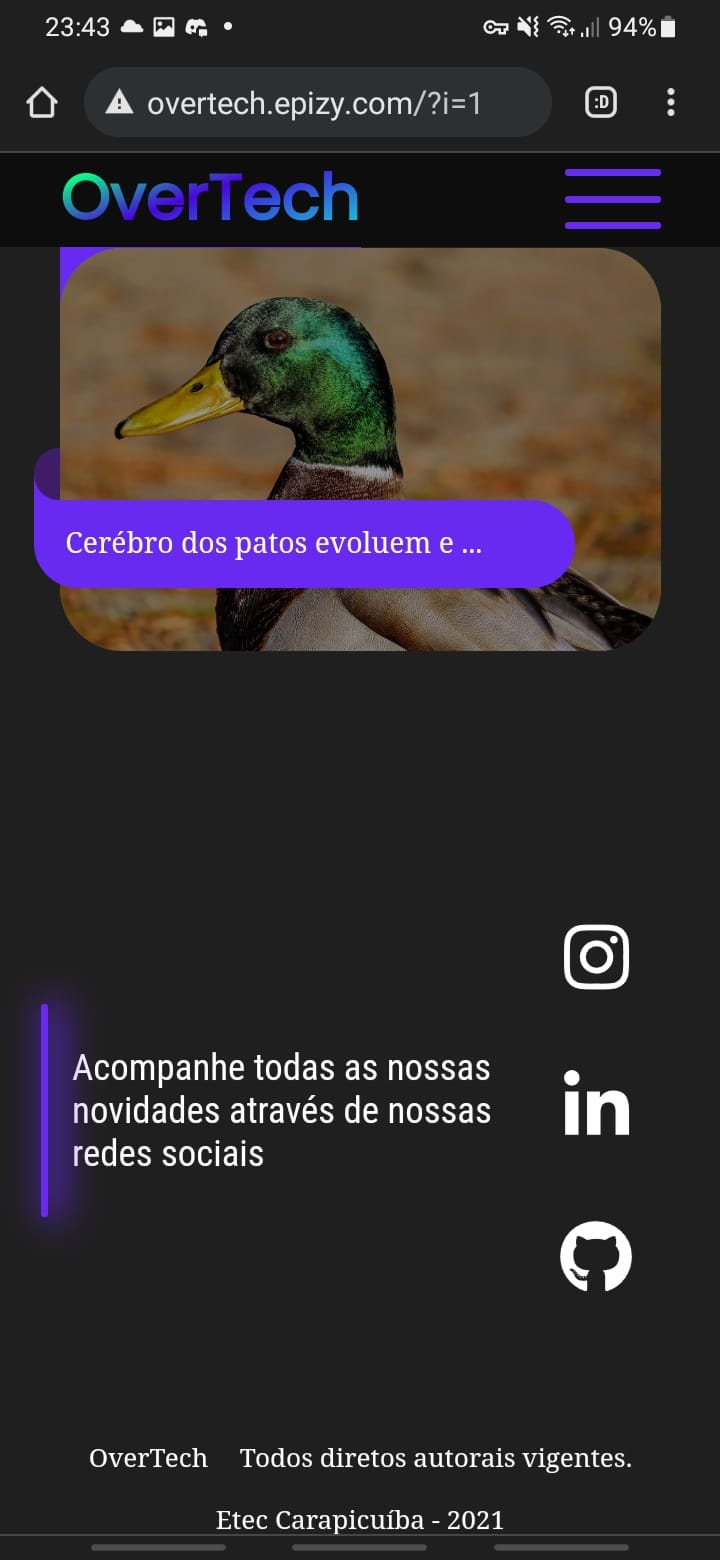 23:43
94%
overtech.epizy.com/?i=1
:D
OverTech
Cerébro dos patos evoluem e ...
Acompanhe todas as nossas
novidades através de nossas
redes sociais
in
OverTech Todos diretos autorais vigentes.
Etec Carapicuíba - 2021